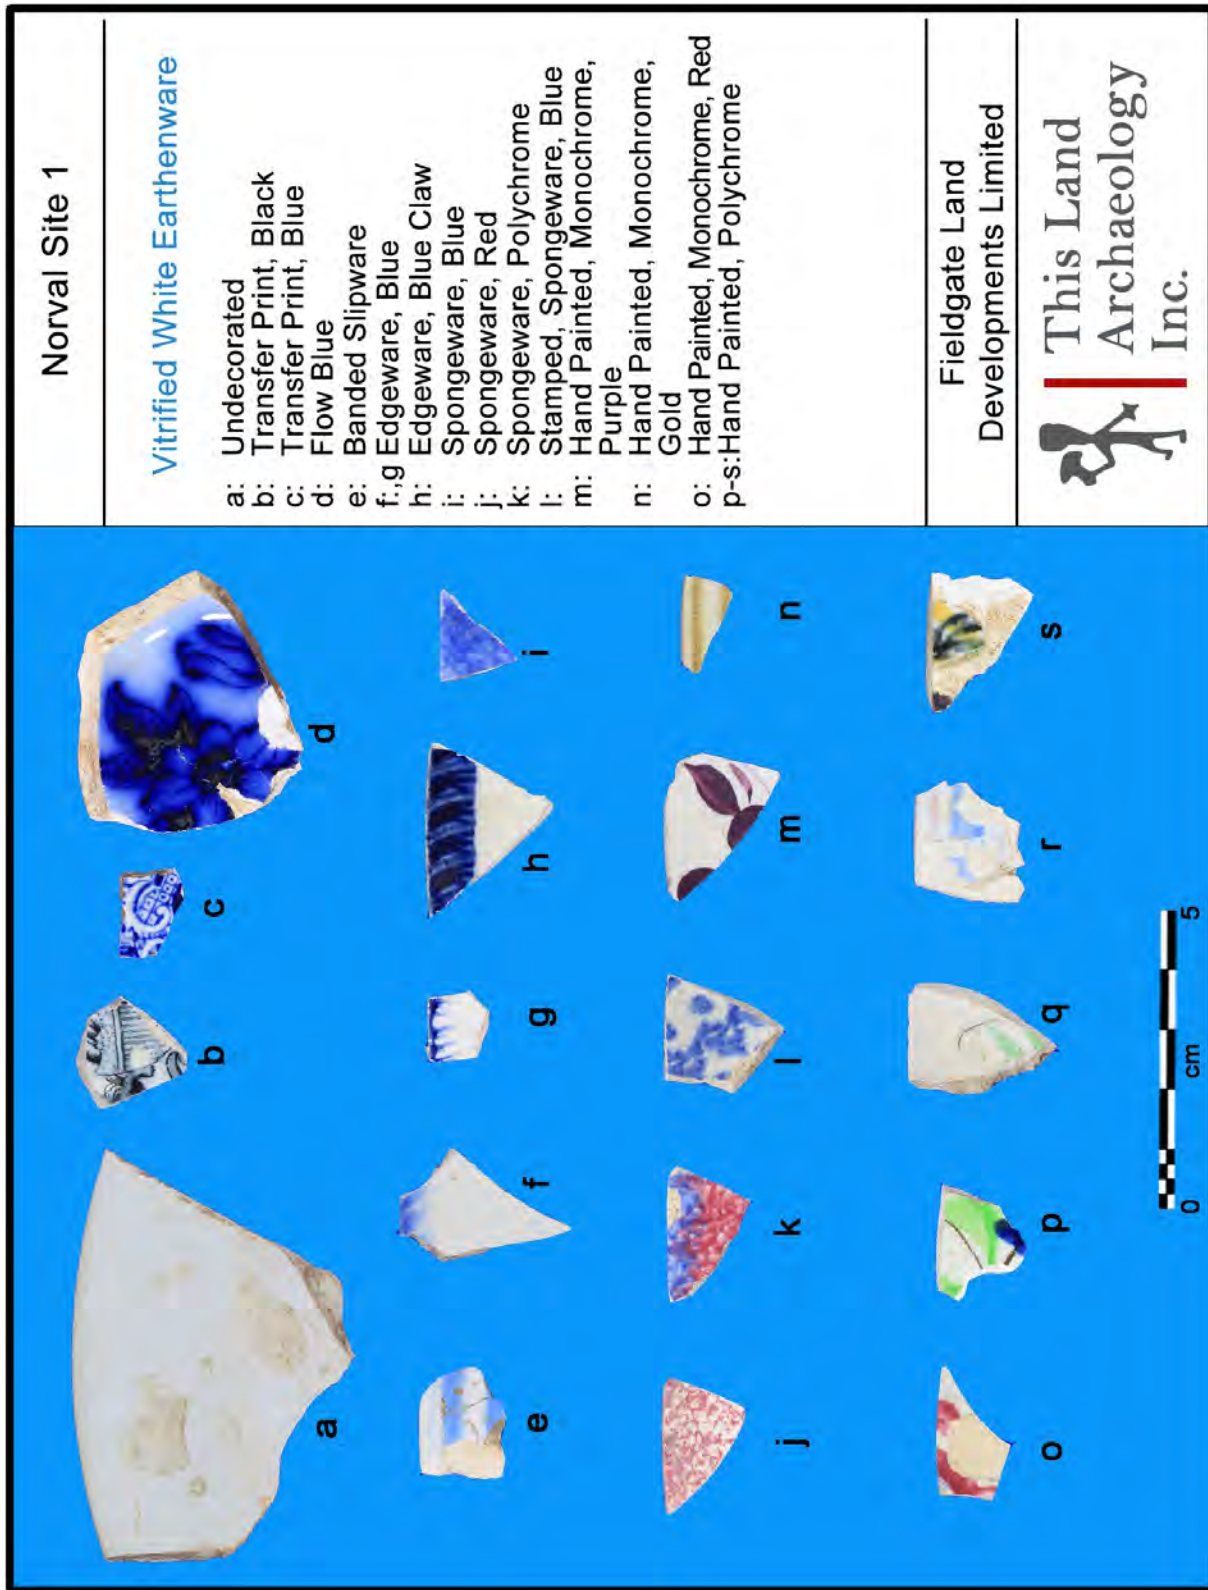 Norval Site 1
Vitrified White Earthenware
a: Undecorated
b: Transfer Print, Black
c: Transfer Print, Blue
d: Flow Blue
e: Banded Slipware
f:,g Edgeware, Blue
h: Edgeware, Blue Claw
i: Spongeware, Blue
j: Spongeware, Red
k: Spongeware, Polychrome
l: Stamped, Spongeware, Blue
m: Hand Painted, Monochrome,
Purple
n: Hand Painted, Monochrome,
Gold
o: Hand Painted, Monochrome, Red
p-s:Hand Painted, Polychrome
Fieldgate Land
Developments Limited
This Land
Archaeology
Inc.
a
b
c
d
e
f
g
h
i
j
k
l
m
n
o
p
q
r
s
0 cm 5